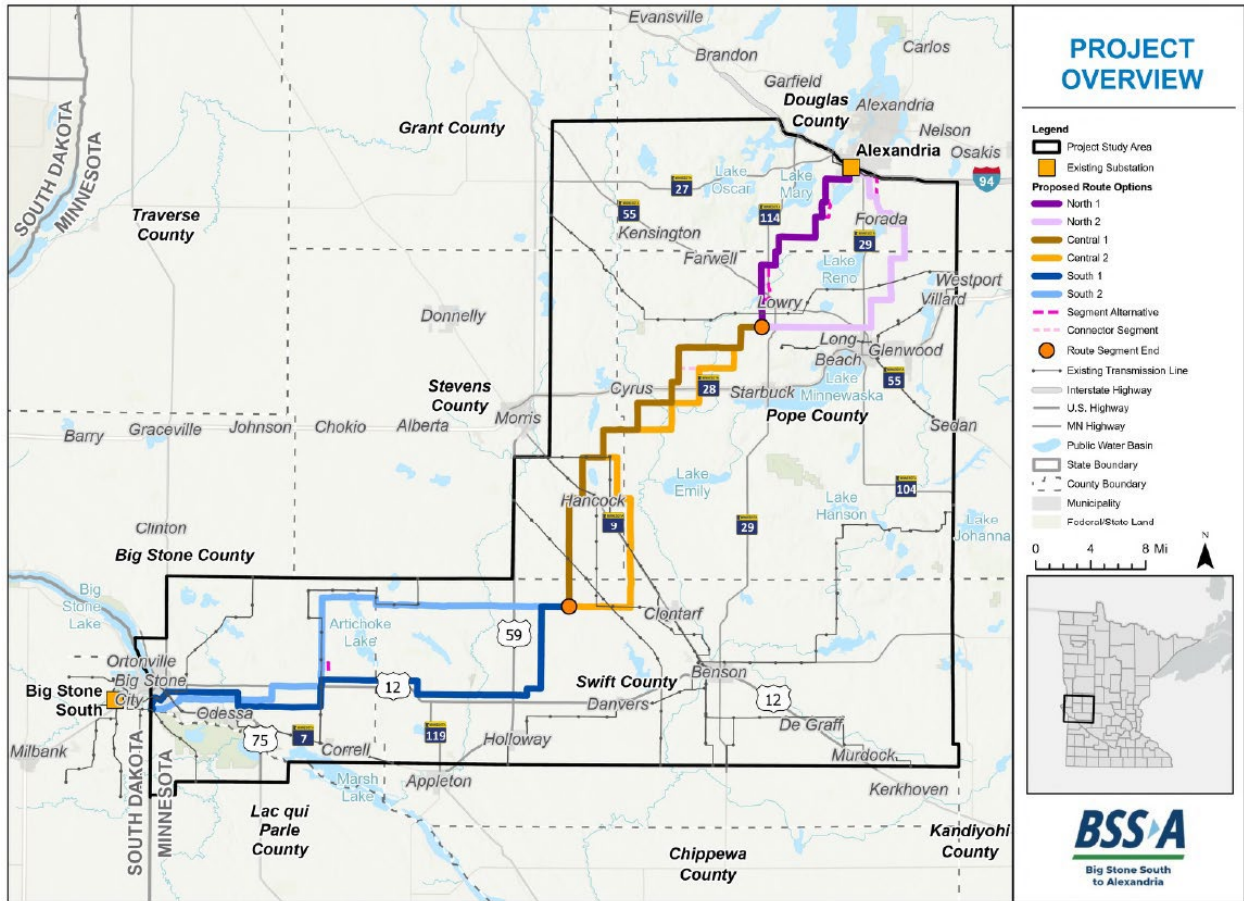 Evansville
Brandon
Carlos
Garfield
Douglas
County
Alexandria
Grant County
Nelson
Alexandria
Osakis
94
SOUTH DAKOTA
MINNESOTA
Lake
Oscar
Lake
Mary
27
Traverse
County
55
114
Forada
Kensington
29
Farwell
Lake
Reno
Westport
Lowry
Villard
Donnelly
Long
Beach
Glenwood
Stevens
County
Cyrus
28
Starbuck
Lake
Minnewaska
55
Morris
Pope County
Barry
Graceville
Johnson
Chokio
Alberta
Sedan
Lake
Emily
104
Hancock
Lake
Hanson
9
29
Lake
Johanna
Clinton
Big Stone County
Big
Stone
Lake
Artichoke
Lake
Clontarf
59
Ortonville
Big Stone
City
Big Stone
South
12
Swift County
Benson
Danvers
12
Odessa
De Graff
75
7
119
Holloway
Milbank
Correll
Murdock
Appleton
Marsh
Lake
Kerkhoven
SOUTH DAKOTA
MINNESOTA
Lac qui
Parle
County
Kandiyohi
County
Chippewa
County
PROJECT
OVERVIEW
Legend
Project Study Area
Existing Substation
Proposed Route Options
North 1
North 2
Central 1
Central 2
South 1
South 2
Segment Alternative
Connector Segment
Route Segment End
Existing Transmission Line
Interstate Highway
U.S. Highway
MN Highway
Public Water Basin
State Boundary
County Boundary
Municipality
Federal/State Land
N
0 4 8 Mi
BSS A
Big Stone South
to Alexandria